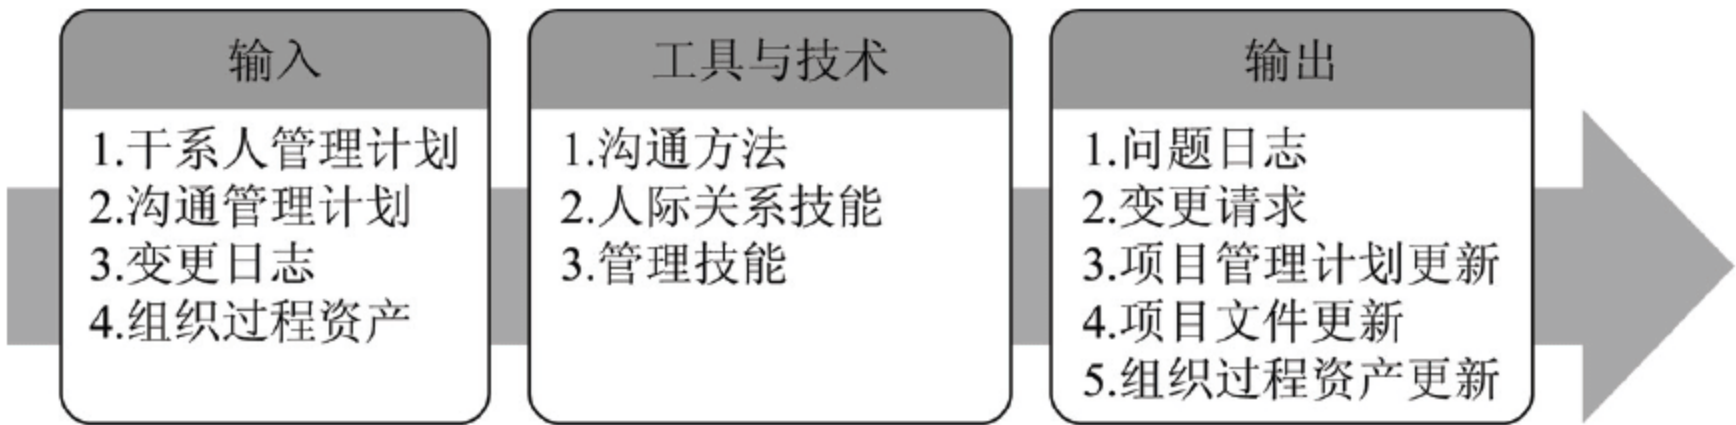 输入
1.干系人管理计划
2.沟通管理计划
3.变更日志
4.组织过程资产
工具与技术
1.沟通方法
2.人际关系技能
3.管理技能
输出
1.问题日志
2.变更请求
3.项目管理计划更新
4.项目文件更新
5.组织过程资产更新